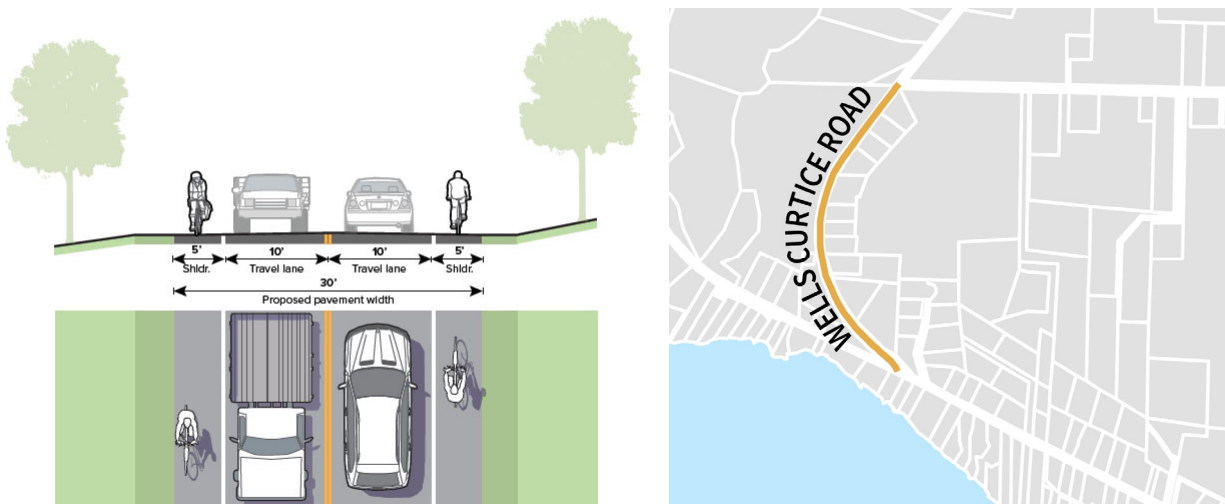 5’ 10’ 10’ 5’
Shldr. Travel lane Travel lane Shldr.
30’
Proposed pavement width
WELLS CURTICE ROAD